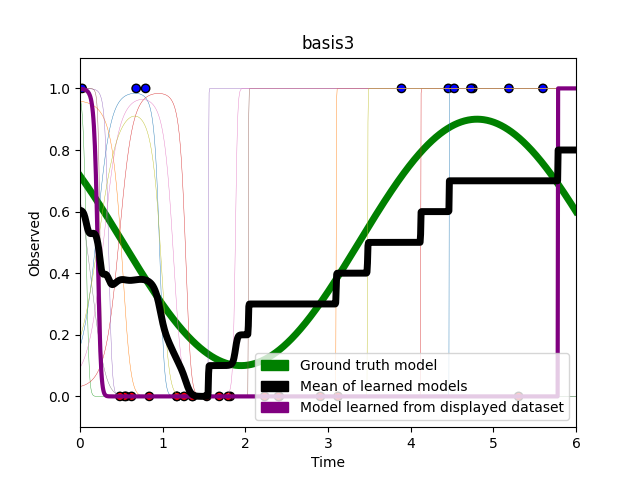 basis3
1.0
0.8
0.6
0.4
0.2
0.0
Observed
Ground truth model
Mean of learned models
Model learned from displayed dataset
0 1 2 3 4 5 6
Time